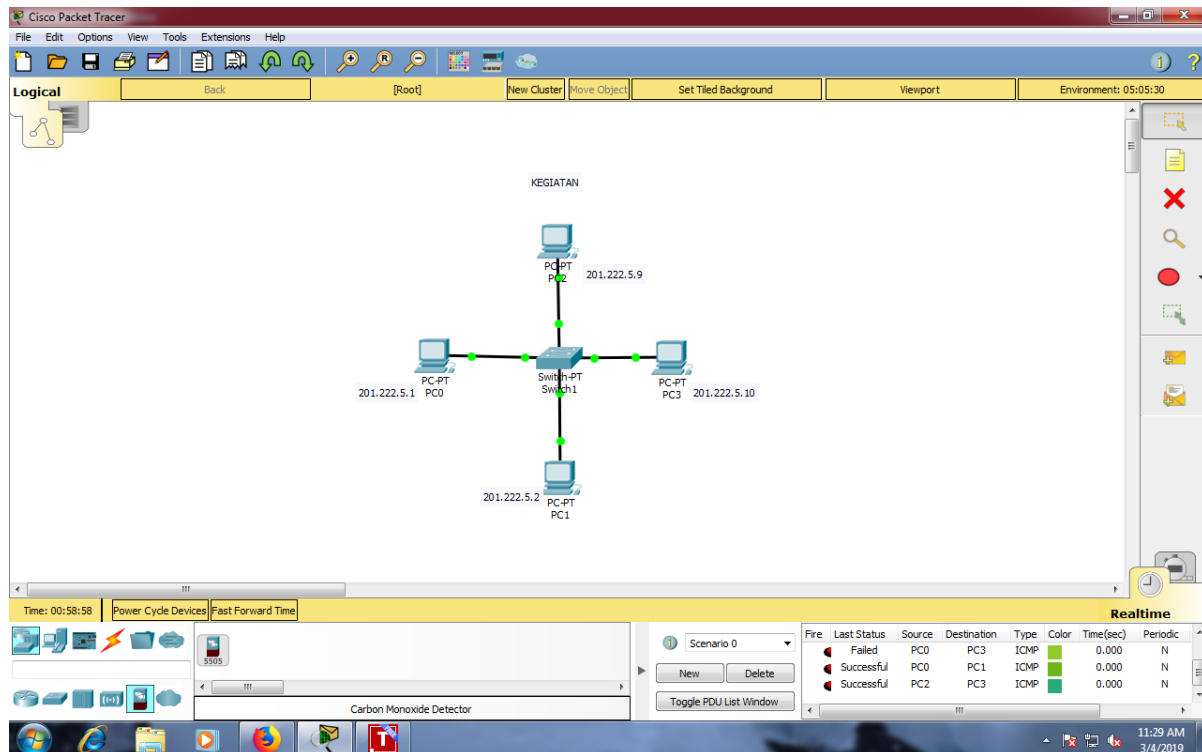 Cisco Packet Tracer
File Edit Options View Tools Extensions Help
Logical Back [Root] New Cluster Move Object Set Tiled Background Viewport Environment: 05:05:30
KEGIATAN
PC-PT
PC2
201.222.5.9
PC-PT
PC0
201.222.5.1
Switch-PT
Switch1
PC-PT
PC3
201.222.5.10
201.222.5.2
PC-PT
PC1
Time: 00:58:58 Power Cycle Devices Fast Forward Time Realtime
5505
Carbon Monoxide Detector
Scenario 0
New Delete
Toggle PDU List Window
Fire Last Status Source Destination Type Color Time(sec) Periodic
Failed PC0 PC3 ICMP 0.000 N
Successful PC0 PC1 ICMP 0.000 N
Successful PC2 PC3 ICMP 0.000 N
11:29 AM
3/4/2019